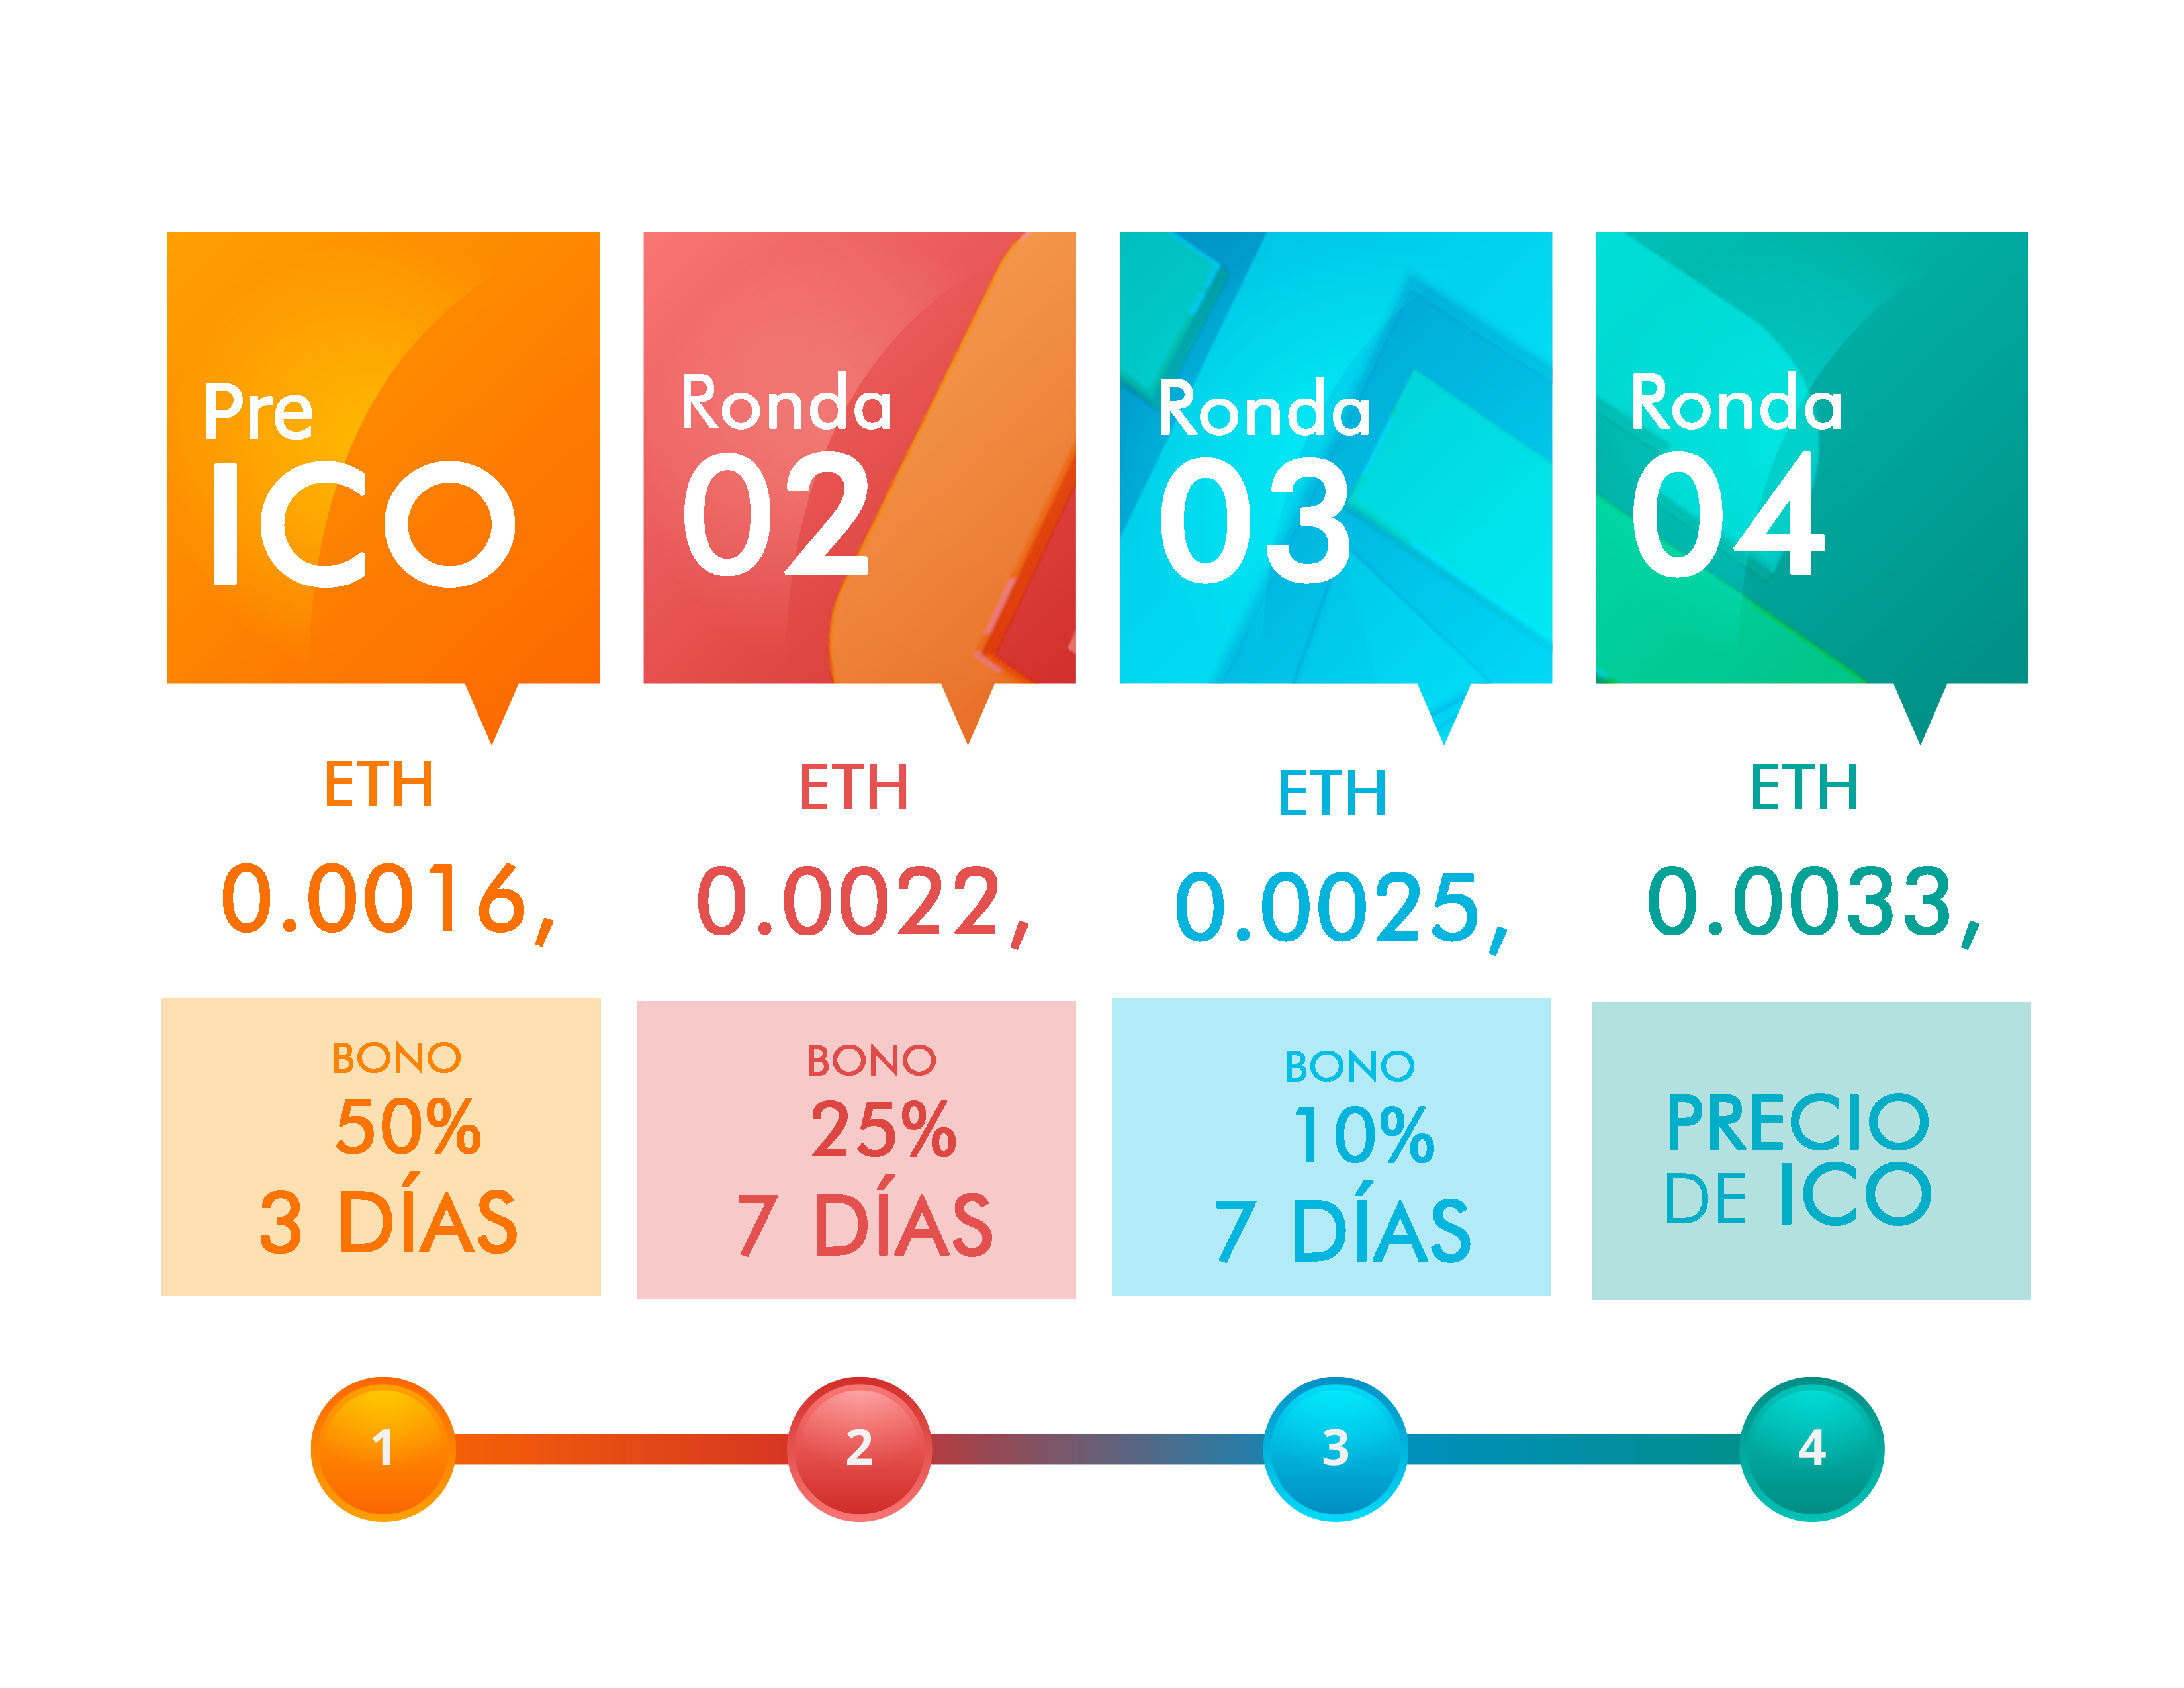 Pre
ICO
ETH
0.0016,
BONO
50%
3 DÍAS
Ronda
02
ETH
0.0022,
BONO
25%
7 DÍAS
Ronda
03
ETH
0.0025,
BONO
10%
7 DÍAS
Ronda
04
ETH
0.0033,
PRECIO
DE ICO
1
2
3
4